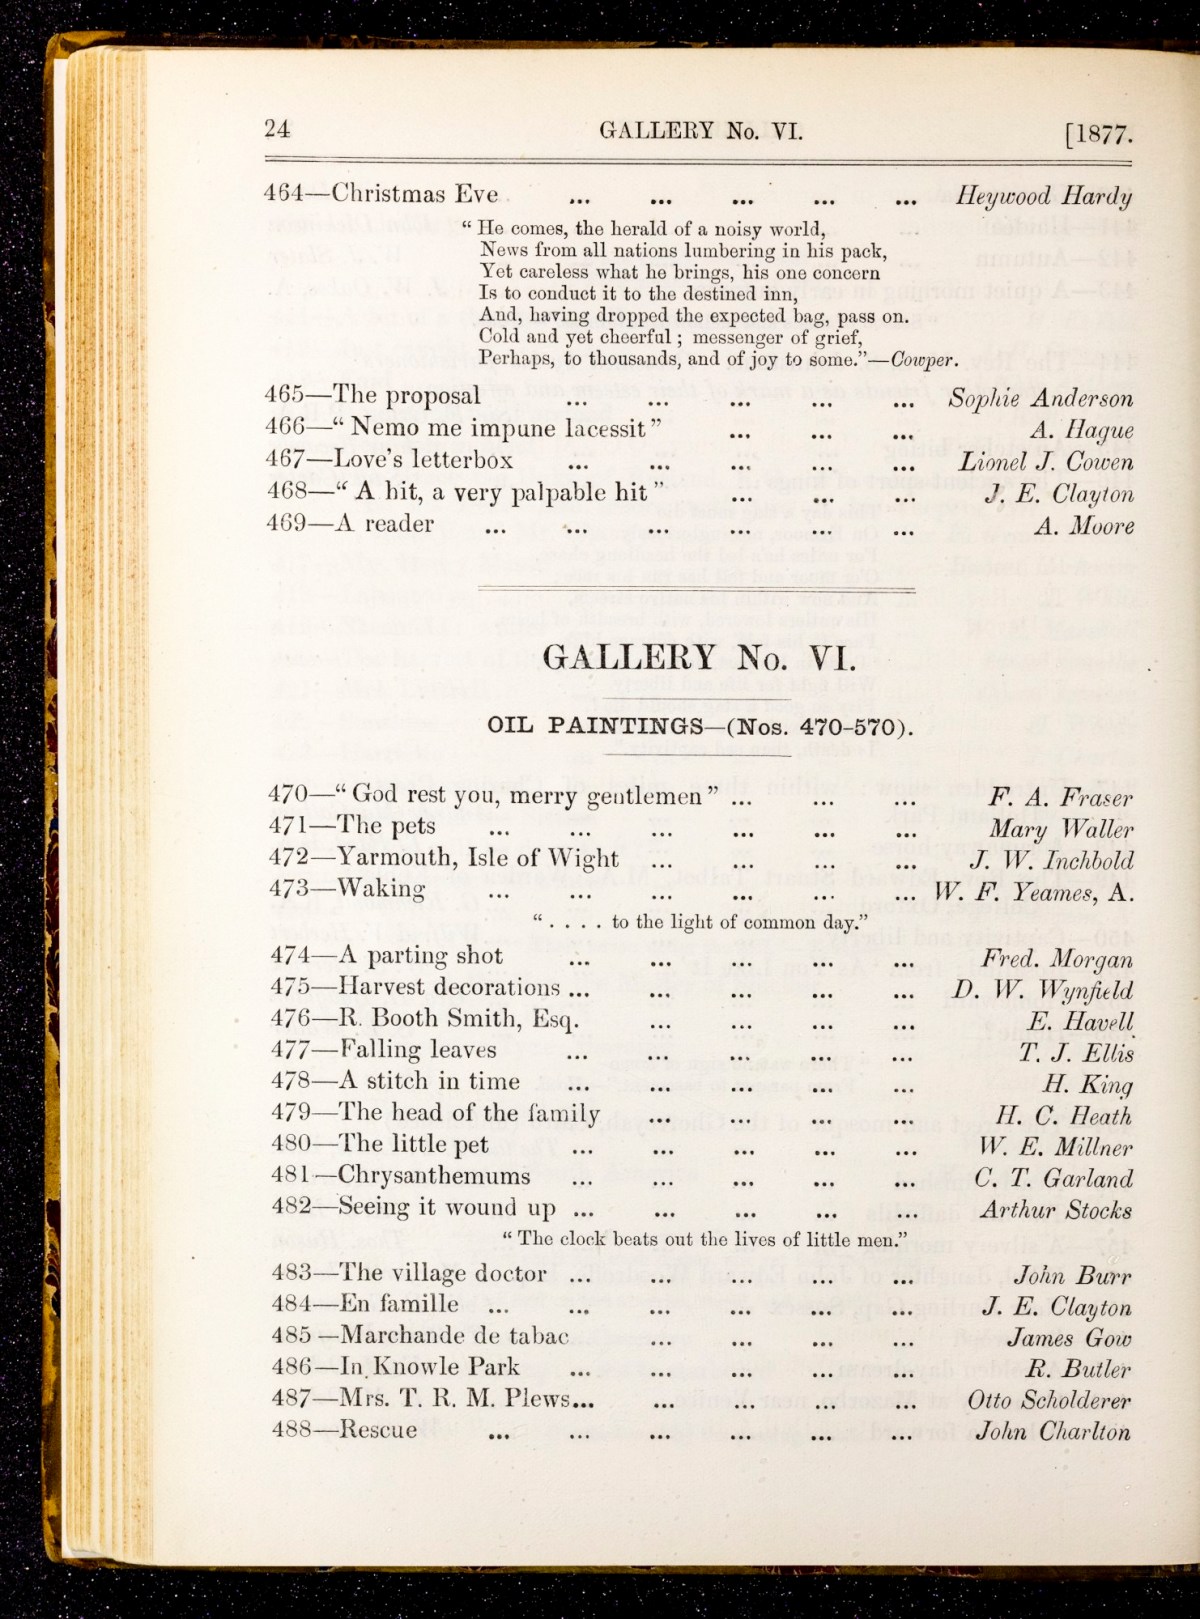 24 GALLERY No. VI. [1877.
464—Christmas Eve ... ... ... ... ... Heywood Hardy
“ He comes, the herald of a noisy world,
News from all nations lumbering in his pack,
Yet careless what he brings, his one concern
Is to conduct it to the destined inn,
And, having dropped the expected bag, pass on.
Cold and yet cheerful ; messenger of grief,
Perhaps, to thousands, and of joy to some.”—Cowper.
465—The proposal ... ... ... ... ... Sophie Anderson
466—“ Nemo me impune lacessit ” ... ... ... A. Hague
467—Love’s letterbox ... ... ... ... ... Lionel J. Cowen
468—“ A hit, a very palpable hit ” ... ... ... J. E. Clayton
469—A reader ... ... ... ... ... ... A. Moore
GALLERY No. VI.
OIL PAINTINGS—(Nos. 470-570).
470—“ God rest you, merry gentlemen ” ... ... ... F. A. Fraser
471—The pets ... ... ... ... ... ... Mary Waller
472—Yarmouth, Isle of Wight ... ... ... ... J. W. Inchbold
473—Waking ... ... ... ... ... ... W. F. Yeames, A.
“ . . . . to the light of common day.”
474—A parting shot ... ... ... ... ... Fred. Morgan
475—Harvest decorations ... ... ... ... ... D. W. Wynfield
476—R. Booth Smith, Esq. ... ... ... ... E. Havell
477—Falling leaves ... ... ... ... ... T. J. Ellis
478—A stitch in time ... ... ... ... ... H. King
479—The head of the family ... ... ... ... H. C. Heath
480—The little pet ... ... ... ... ... W. E. Millner
481—Chrysanthemums ... ... ... ... ... C. T. Garland
482—Seeing it wound up ... ... ... ... ... Arthur Stocks
“ The clock beats out the lives of little men.”
483—The village doctor ... ... ... ... ... John Burr
484—En famille ... ... ... ... ... ... J. E. Clayton
485—Marchande de tabac ... ... ... ... James Gow
486—In Knowle Park ... ... ... ... ... R. Butler
487—Mrs. T. R. M. Plews... ... ... ... ... Otto Scholderer
488—Rescue ... ... ... ... ... ... John Charlton